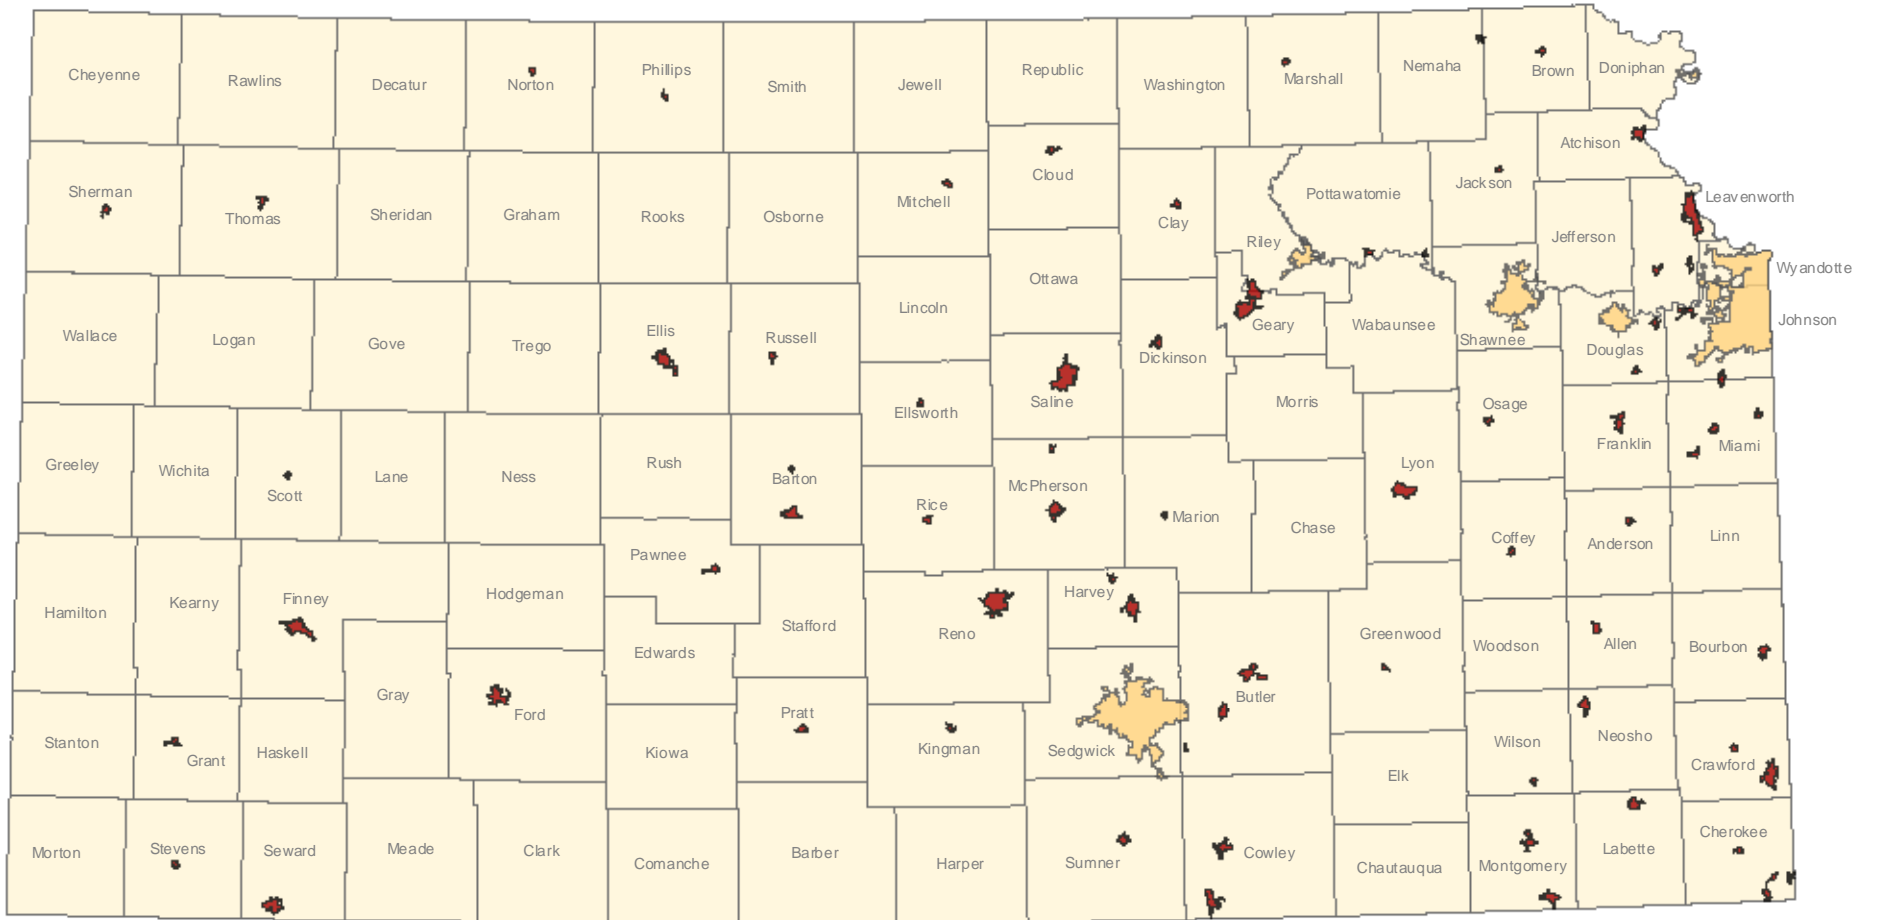 Cheyenne
Rawlins
Decatur
Norton
Phillips
Smith
Jewell
Republic
Washington
Marshall
Nemaha
Brown
Doniphan
Sherman
Thomas
Sheridan
Graham
Rooks
Osborne
Mitchell
Cloud
Clay
Riley
Pottawatomie
Jackson
Atchison
Jefferson
Leavenworth
Wyandotte
Wallace
Logan
Gove
Trego
Ellis
Russell
Lincoln
Ottawa
Dickinson
Geary
Wabaunsee
Shawnee
Douglas
Johnson
Ellsworth
Saline
Morris
Osage
Franklin
Miami
Greeley
Wichita
Scott
Lane
Ness
Rush
Barton
Rice
McPherson
Marion
Chase
Lyon
Coffey
Anderson
Linn
Hamilton
Kearny
Finney
Hodgeman
Pawnee
Stafford
Edwards
Reno
Harvey
Greenwood
Woodson
Allen
Bourbon
Gray
Ford
Kiowa
Pratt
Kingman
Sedgwick
Butler
Elk
Wilson
Neosho
Crawford
Stanton
Grant
Haskell
Morton
Stevens
Seward
Meade
Clark
Comanche
Barber
Harper
Sumner
Cowley
Chautauqua
Montgomery
Labette
Cherokee